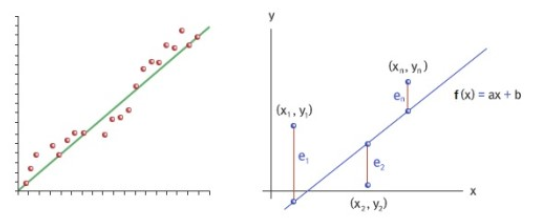 y
(xₙ, yₙ)
eₙ
f(x) = ax + b
(x₁, y₁)
e₁
e₂
x
(x₂, y₂)